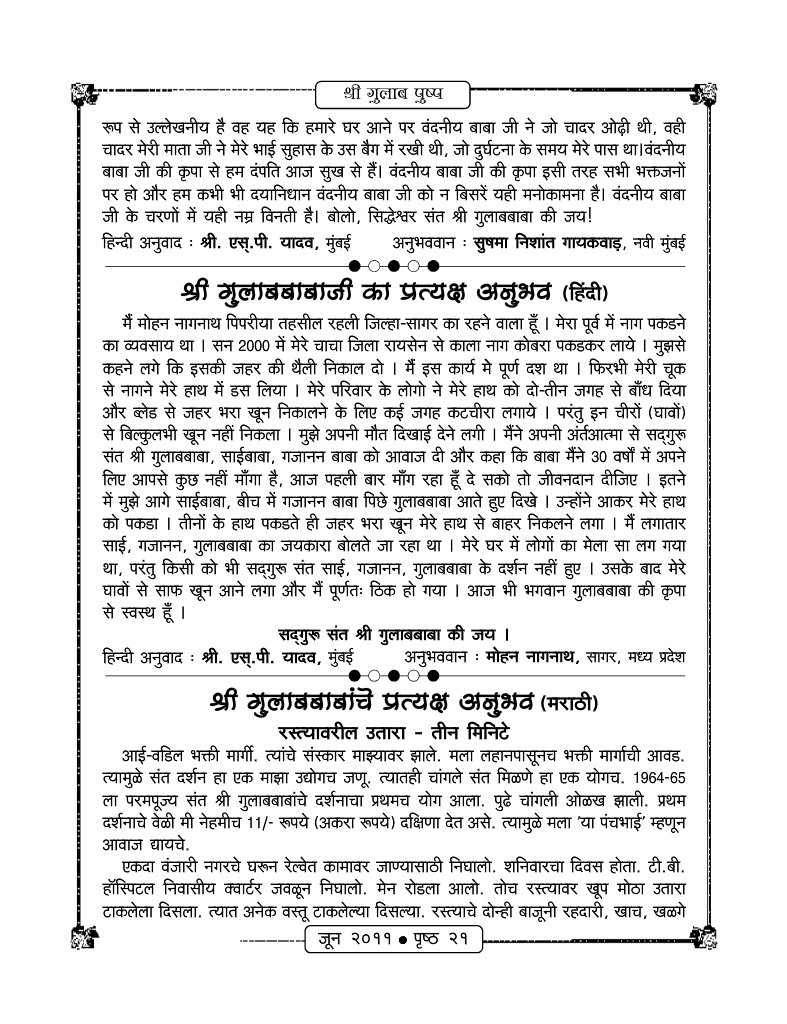 श्री गुलाब पुष्प
रूप से उल्लेखनीय है वह यह कि हमारे घर आने पर वंदनीय बाबा जी ने जो चादर ओढ़ी थी, वही
चादर मेरी माता जी ने मेरे भाई सुहास के उस बैग में रखी थी, जो दुर्घटना के समय मेरे पास था।वंदनीय
बाबा जी की कृपा से हम दंपति आज सुख से हैं। वंदनीय बाबा जी की कृपा इसी तरह सभी भक्तजनों
पर हो और हम कभी भी दयानिधान वंदनीय बाबा जी को न बिसरें यही मनोकामना है। वंदनीय बाबा
जी के चरणों में यही नम्र विनती है। बोलो, सिद्धेश्वर संत श्री गुलाबबाबा की जय!
हिन्दी अनुवाद : श्री. एस्.पी. यादव, मुंबई अनुभववान : सुषमा निशांत गायकवाड़, नवी मुंबई
श्री गुलाबबाबाजी का प्रत्यक्ष अनुभव (हिंदी)
मैं मोहन नागनाथ पिपरीया तहसील रहली जिल्हा-सागर का रहने वाला हूँ । मेरा पूर्व में नाग पकडने
का व्यवसाय था । सन 2000 में मेरे चाचा जिला रायसेन से काला नाग कोबरा पकडकर लाये । मुझसे
कहने लगे कि इसकी जहर की थैली निकाल दो । मैं इस कार्य मे पूर्ण दश था । फिरभी मेरी चूक
से नागने मेरे हाथ में डस लिया । मेरे परिवार के लोगो ने मेरे हाथ को दो-तीन जगह से बाँध दिया
और ब्लेड से जहर भरा खून निकालने के लिए कई जगह कटचीरा लगाये । परंतु इन चीरों (घावों)
से बिल्कुलभी खून नहीं निकला । मुझे अपनी मौत दिखाई देने लगी । मैंने अपनी अंर्तआत्मा से सद्‌गुरू
संत श्री गुलाबबाबा, साईबाबा, गजानन बाबा को आवाज दी और कहा कि बाबा मैंने 30 वर्षों में अपने
लिए आपसे कुछ नहीं माँगा है, आज पहली बार माँग रहा हूँ दे सको तो जीवनदान दीजिए । इतने
में मुझे आगे साईबाबा, बीच में गजानन बाबा पिछे गुलाबबाबा आते हुए दिखे । उन्होंने आकर मेरे हाथ
को पकडा । तीनों के हाथ पकडते ही जहर भरा खून मेरे हाथ से बाहर निकलने लगा । मैं लगातार
साई, गजानन, गुलाबबाबा का जयकारा बोलते जा रहा था । मेरे घर में लोगों का मेला सा लग गया
था, परंतु किसी को भी सद्‌गुरू संत साई, गजानन, गुलाबबाबा के दर्शन नहीं हुए । उसके बाद मेरे
घावों से साफ खून आने लगा और मैं पूर्णतः ठिक हो गया । आज भी भगवान गुलाबबाबा की कृपा
से स्वस्थ हूँ ।
सद्‌गुरू संत श्री गुलाबबाबा की जय ।
हिन्दी अनुवाद : श्री. एस्.पी. यादव, मुंबई अनुभववान : मोहन नागनाथ, सागर, मध्य प्रदेश
श्री गुलाबबाबांचे प्रत्यक्ष अनुभव (मराठी)
रस्त्यावरील उतारा - तीन मिनिटे
आई-वडिल भक्ती मार्गी. त्यांचे संस्कार माझ्यावर झाले. मला लहानपासूनच भक्ती मार्गाची आवड.
त्यामुळे संत दर्शन हा एक माझा उद्योगच जणू. त्यातही चांगले संत मिळणे हा एक योगच. 1964-65
ला परमपूज्य संत श्री गुलाबबाबांचे दर्शनाचा प्रथमच योग आला. पुढे चांगली ओळख झाली. प्रथम
दर्शनाचे वेळी मी नेहमीच 11/- रूपये (अकरा रूपये) दक्षिणा देत असे. त्यामुळे मला 'या पंचभाई' म्हणून
आवाज द्यायचे.
एकदा वंजारी नगरचे घरून रेल्वेत कामावर जाण्यासाठी निघालो. शनिवारचा दिवस होता. टी.बी.
हॉस्पिटल निवासीय क्वार्टर जवळून निघालो. मेन रोडला आलो. तोच रस्त्यावर खूप मोठा उतारा
टाकलेला दिसला. त्यात अनेक वस्तू टाकलेल्या दिसल्या. रस्त्याचे दोन्ही बाजूनी रहदारी, खाच, खळगे
जून २०११ ● पृष्ठ २१